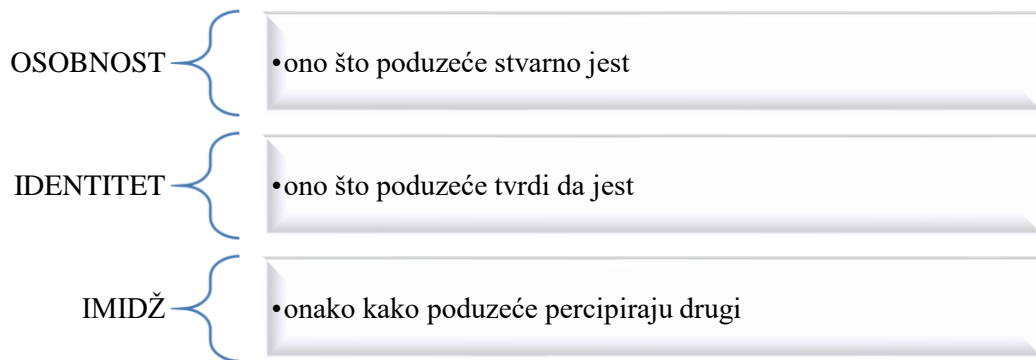 OSOBNOST
•ono što poduzeće stvarno jest
IDENTITET
•ono što poduzeće tvrdi da jest
IMIDŽ
•onako kako poduzeće percipiraju drugi